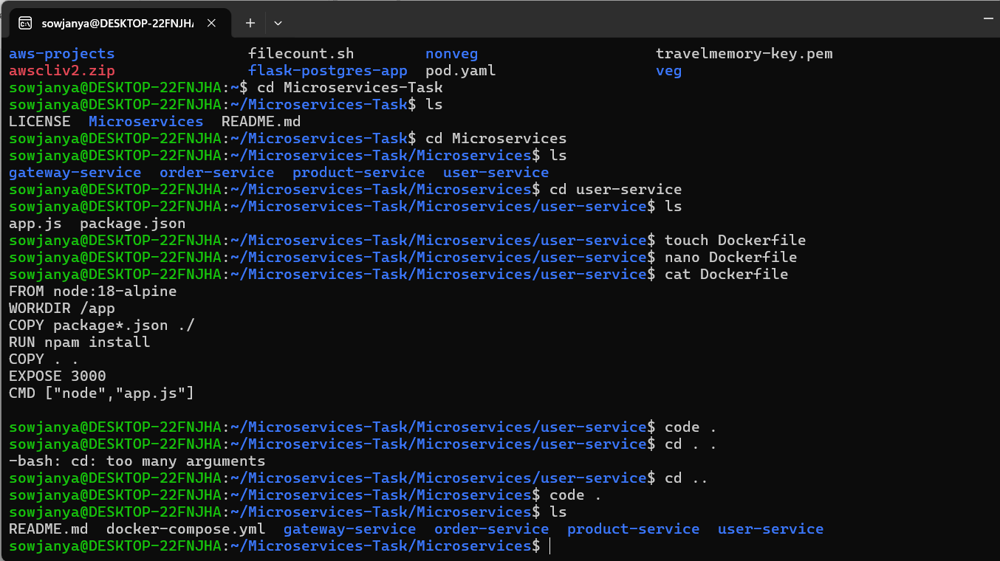 sowjanya@DESKTOP-22FNJHA
aws-projects filecount.sh nonveg travelmemory-key.pem
awscliv2.zip flask-postgres-app pod.yaml veg
sowjanya@DESKTOP-22FNJHA:~$ cd Microservices-Task
sowjanya@DESKTOP-22FNJHA:~/Microservices-Task$ ls
LICENSE Microservices README.md
sowjanya@DESKTOP-22FNJHA:~/Microservices-Task$ cd Microservices
sowjanya@DESKTOP-22FNJHA:~/Microservices-Task/Microservices$ ls
gateway-service order-service product-service user-service
sowjanya@DESKTOP-22FNJHA:~/Microservices-Task/Microservices$ cd user-service
sowjanya@DESKTOP-22FNJHA:~/Microservices-Task/Microservices/user-service$ ls
app.js package.json
sowjanya@DESKTOP-22FNJHA:~/Microservices-Task/Microservices/user-service$ touch Dockerfile
sowjanya@DESKTOP-22FNJHA:~/Microservices-Task/Microservices/user-service$ nano Dockerfile
sowjanya@DESKTOP-22FNJHA:~/Microservices-Task/Microservices/user-service$ cat Dockerfile
FROM node:18-alpine
WORKDIR /app
COPY package*.json ./
RUN npam install
COPY . .
EXPOSE 3000
CMD ["node","app.js"]
sowjanya@DESKTOP-22FNJHA:~/Microservices-Task/Microservices/user-service$ code .
sowjanya@DESKTOP-22FNJHA:~/Microservices-Task/Microservices/user-service$ cd . .
-bash: cd: too many arguments
sowjanya@DESKTOP-22FNJHA:~/Microservices-Task/Microservices/user-service$ cd ..
sowjanya@DESKTOP-22FNJHA:~/Microservices-Task/Microservices$ code .
sowjanya@DESKTOP-22FNJHA:~/Microservices-Task/Microservices$ ls
README.md docker-compose.yml gateway-service order-service product-service user-service
sowjanya@DESKTOP-22FNJHA:~/Microservices-Task/Microservices$